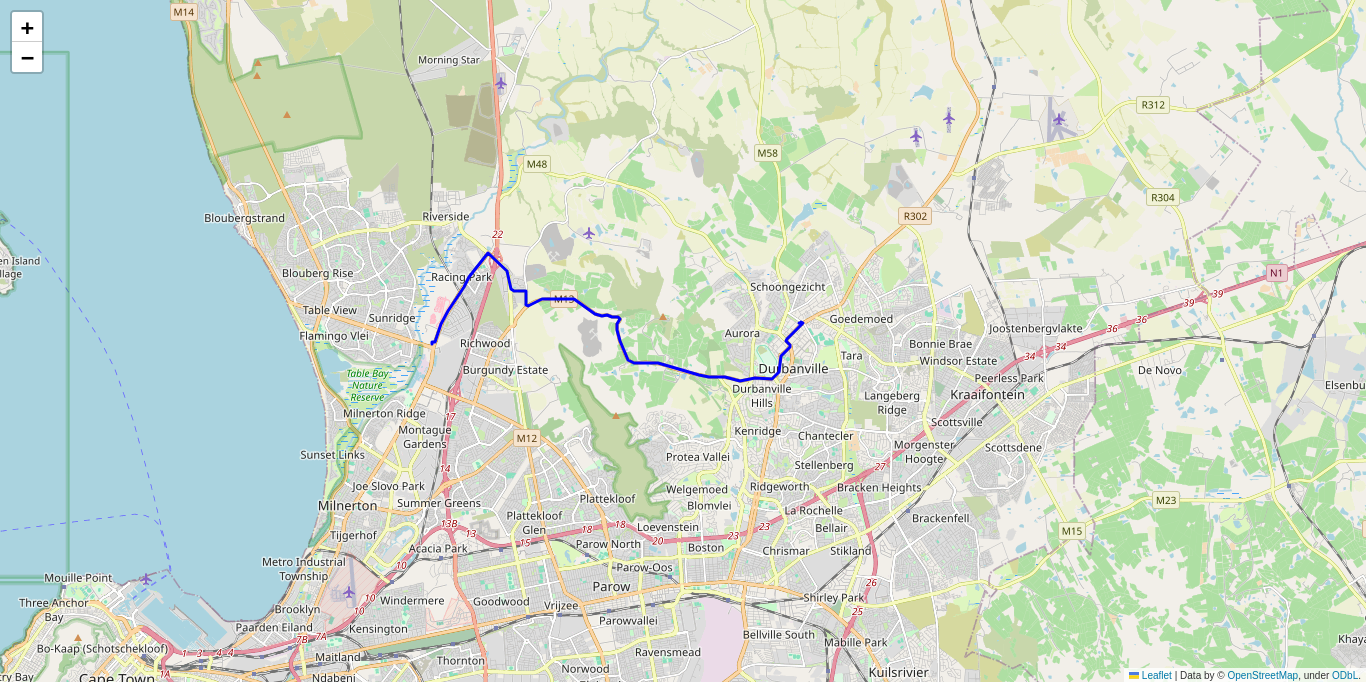 +
−
M14
Morning Star
R312
M48
M58
R304
Bloubergstrand
Riverside
R302
22
en Island
llage
Blouberg Rise
Racing Park
N1
Schoongezicht
M13
39
39
Table View
Sunridge
Goedemoed
36
36
Joostenbergvlakte
Flamingo Vlei
Richwood
Aurora
Bonnie Brae
34
34
Tara
Windsor Estate
Burgundy Estate
Durbanville
Peerless Park
De Novo
Table Bay
Nature
Reserve
Durbanville
Hills
Langeberg
Ridge
Kraaifontein
Elsenbu
Milnerton Ridge
17
Scottsville
Montague
Gardens
M12
Kenridge
Chantecler
Morgenster
Hoogte
Scottsdene
Sunset Links
Protea Vallei
Stellenberg
27
14
Joe Slovo Park
Welgemoed
Ridgeworth
Bracken Heights
Milnerton
Summer Greens
Plattekloof
Blomvlei
M23
La Rochelle
Plattekloof
Glen
Brackenfell
13B
13
18
18
Loevenstein
23
23
Bellair
M15
Tijgerhof
15
Parow North
20
Boston
Chrismar
Stikland
Acacia Park
Metro Industrial
Township
10
Parow-Oos
Mouille Point
Parow
26
Three Anchor
Bay
Brooklyn
10
10
Windermere
Goodwood
Vrijzee
Shirley Park
25
Paarden Eiland
Kensington
Parowvallei
Bellville South
Mabille Park
7B
7A
Khaya
Bo-Kaap (Schotschekloof)
1
3
4
4
Maitland
Thornton
Ravensmead
ry Bay
Cape Town
Ndabeni
Norwood
Kuilsrivier
Leaflet | Data by © OpenStreetMap, under ODbL.